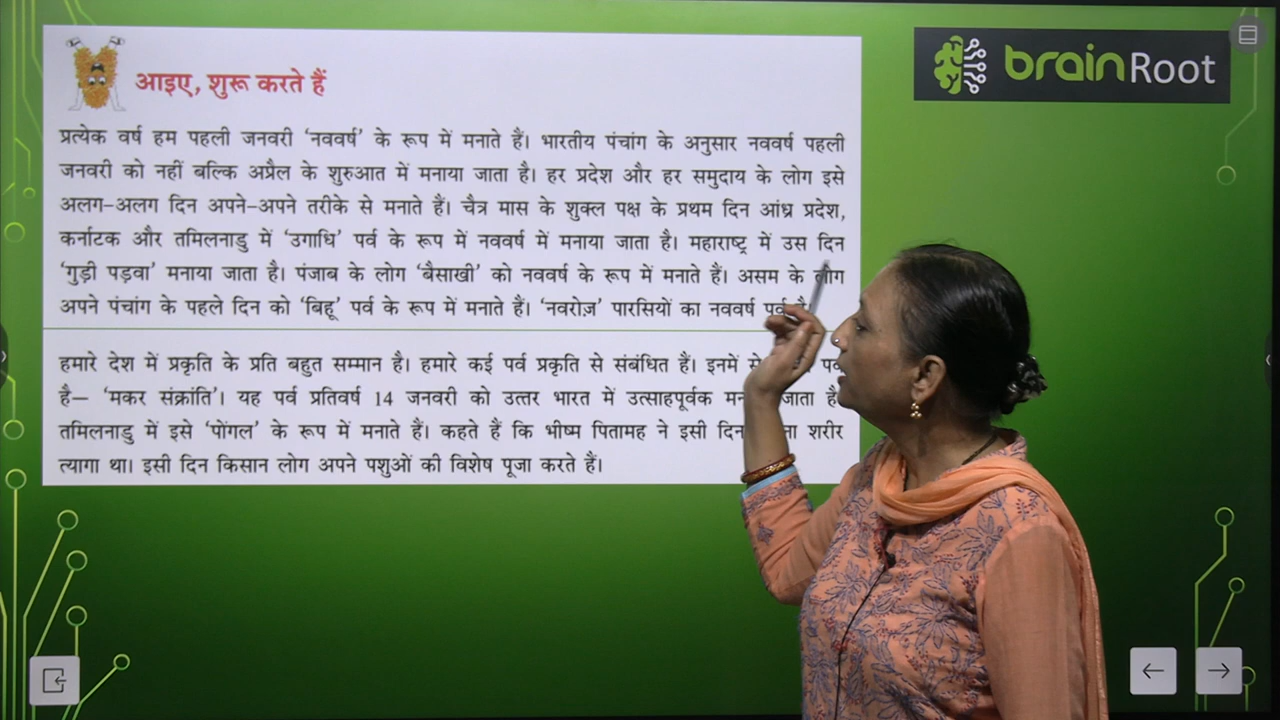 brainRoot
आइए, शुरू करते हैं
प्रत्येक वर्ष हम पहली जनवरी ‘नववर्ष’ के रूप में मनाते हैं। भारतीय पंचांग के अनुसार नववर्ष पहली
जनवरी को नहीं बल्कि अप्रैल के शुरुआत में मनाया जाता है। हर प्रदेश और हर समुदाय के लोग इसे
अलग-अलग दिन अपने-अपने तरीके से मनाते हैं। चैत्र मास के शुक्ल पक्ष के प्रथम दिन आंध्र प्रदेश,
कर्नाटक और तमिलनाडु में ‘उगाधि’ पर्व के रूप में नववर्ष में मनाया जाता है। महाराष्ट्र में उस दिन
‘गुड़ी पड़वा’ मनाया जाता है। पंजाब के लोग ‘बैसाखी’ को नववर्ष के रूप में मनाते हैं। असम के लोग
अपने पंचांग के पहले दिन को ‘बिहू’ पर्व के रूप में मनाते हैं। ‘नवरोज़’ पारसियों का नववर्ष पर्व है
हमारे देश में प्रकृति के प्रति बहुत सम्मान है। हमारे कई पर्व प्रकृति से संबंधित हैं। इनमें
है— ‘मकर संक्रांति’। यह पर्व प्रतिवर्ष 14 जनवरी को उत्तर भारत में उत्साहपूर्वक जाता है
तमिलनाडु में इसे ‘पोंगल’ के रूप में मनाते हैं। कहते हैं कि भीष्म पितामह ने इसी दिन शरीर
त्यागा था। इसी दिन किसान लोग अपने पशुओं की विशेष पूजा करते हैं।